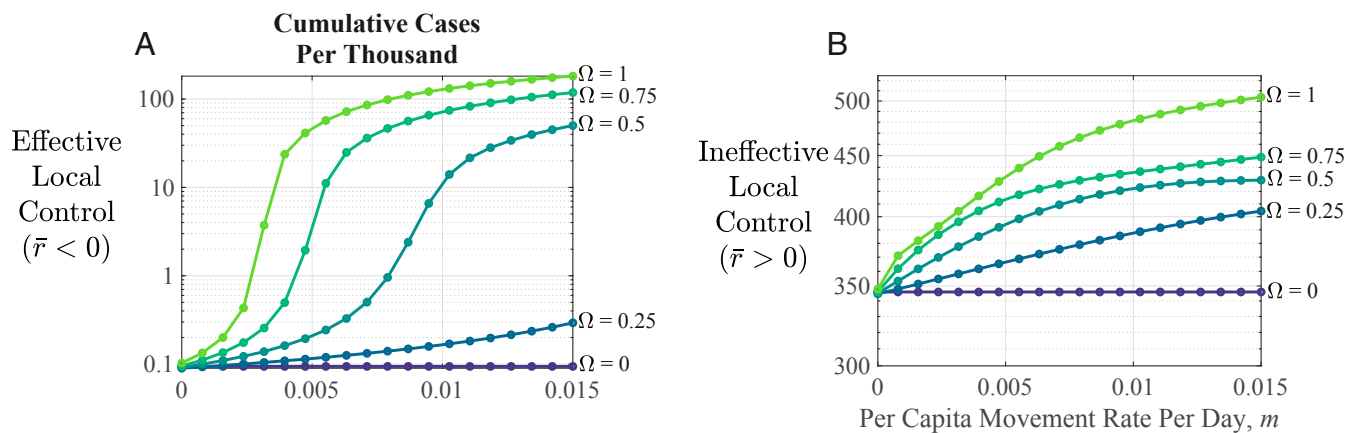 A
Cumulative Cases
Per Thousand
Effective
Local
Control
(r̄ < 0)
100
10
1
0.1
0
0.005
0.01
0.015
Ω = 1
Ω = 0.75
Ω = 0.5
Ω = 0.25
Ω = 0
B
Ineffective
Local
Control
(r̄ > 0)
500
450
400
350
300
0
0.005
0.01
0.015
Ω = 1
Ω = 0.75
Ω = 0.5
Ω = 0.25
Ω = 0
Per Capita Movement Rate Per Day, m